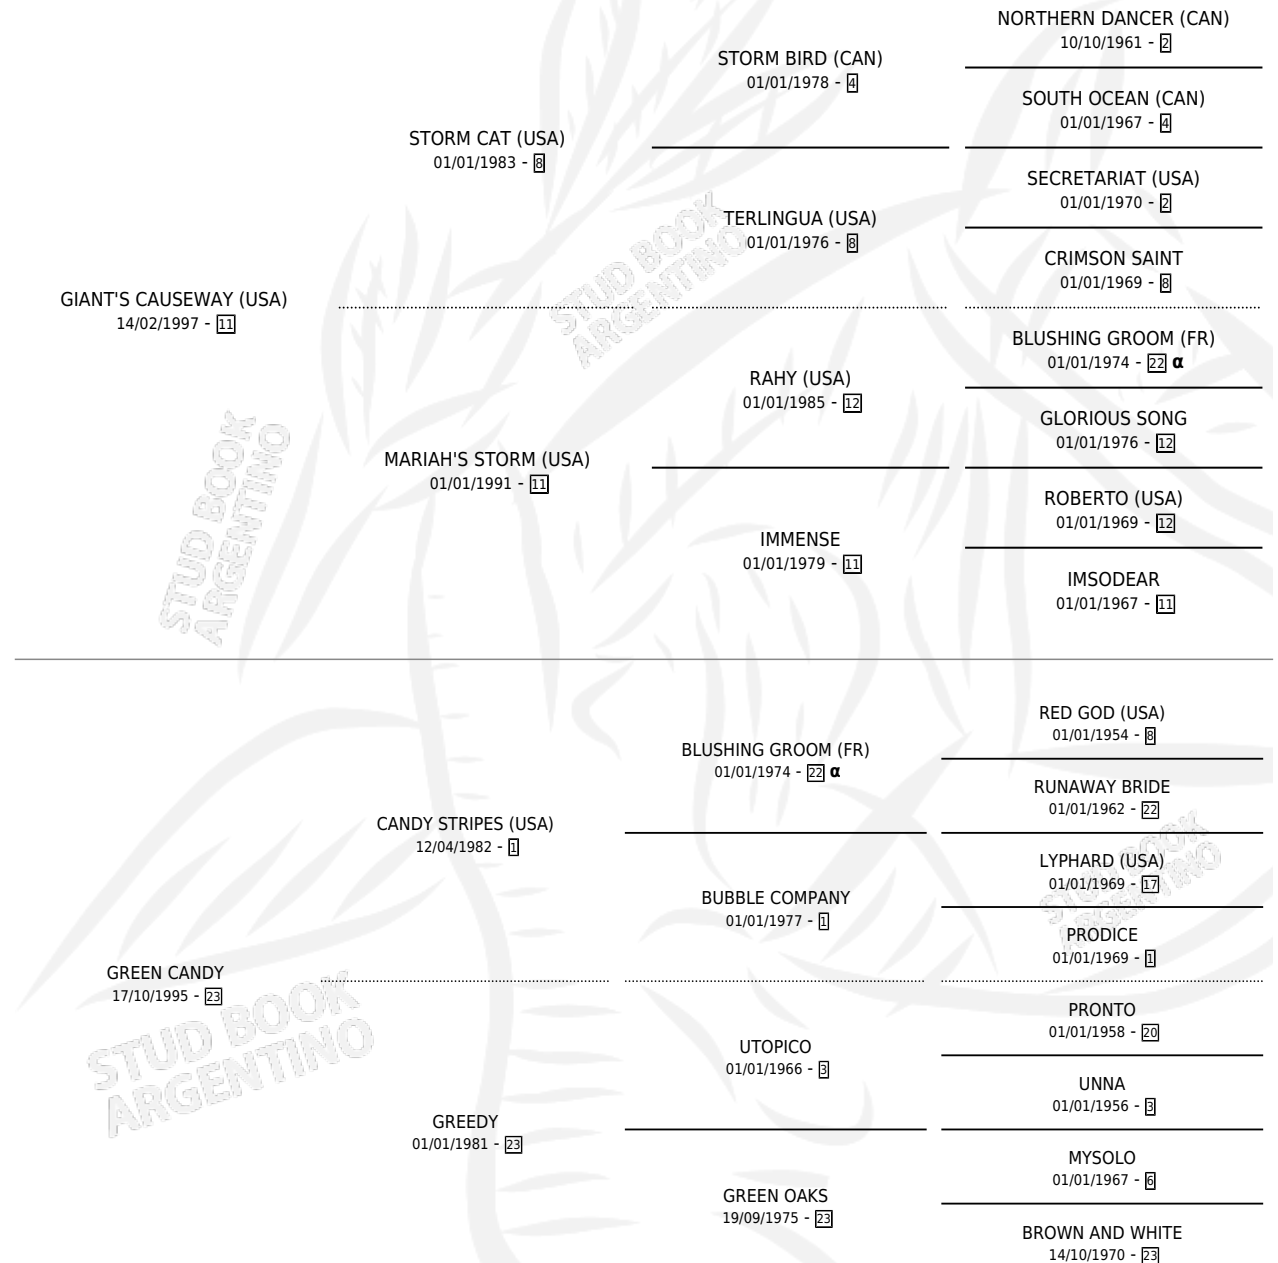 NORTHERN DANCER (CAN)
10/10/1961 - 2
STORM BIRD (CAN)
01/01/1978 - 4
SOUTH OCEAN (CAN)
01/01/1967 - 4
STORM CAT (USA)
01/01/1983 - 8
SECRETARIAT (USA)
01/01/1970 - 2
TERLINGUA (USA)
01/01/1976 - 8
CRIMSON SAINT
01/01/1969 - 8
GIANT'S CAUSEWAY (USA)
14/02/1997 - 11
BLUSHING GROOM (FR)
01/01/1974 - 22 α
RAHY (USA)
01/01/1985 - 12
GLORIOUS SONG
01/01/1976 - 12
MARIAH'S STORM (USA)
01/01/1991 - 11
ROBERTO (USA)
01/01/1969 - 12
IMMENSE
01/01/1979 - 11
IMSODEAR
01/01/1967 - 11
RED GOD (USA)
01/01/1954 - 8
BLUSHING GROOM (FR)
01/01/1974 - 22 α
RUNAWAY BRIDE
01/01/1962 - 22
CANDY STRIPES (USA)
12/04/1982 - 1
LYPHARD (USA)
01/01/1969 - 17
BUBBLE COMPANY
01/01/1977 - 1
PRODICE
01/01/1969 - 1
GREEN CANDY
17/10/1995 - 23
PRONTO
01/01/1958 - 20
UTOPICO
01/01/1966 - 3
UNNA
01/01/1956 - 3
GREEDY
01/01/1981 - 23
MYSOLO
01/01/1967 - 6
GREEN OAKS
19/09/1975 - 23
BROWN AND WHITE
14/10/1970 - 23
STUD BOOK
ARGENTINO
STUD BOOK
ARGENTINO
STUD BOOK
ARGENTINO
STUD BOOK
ARGENTINO